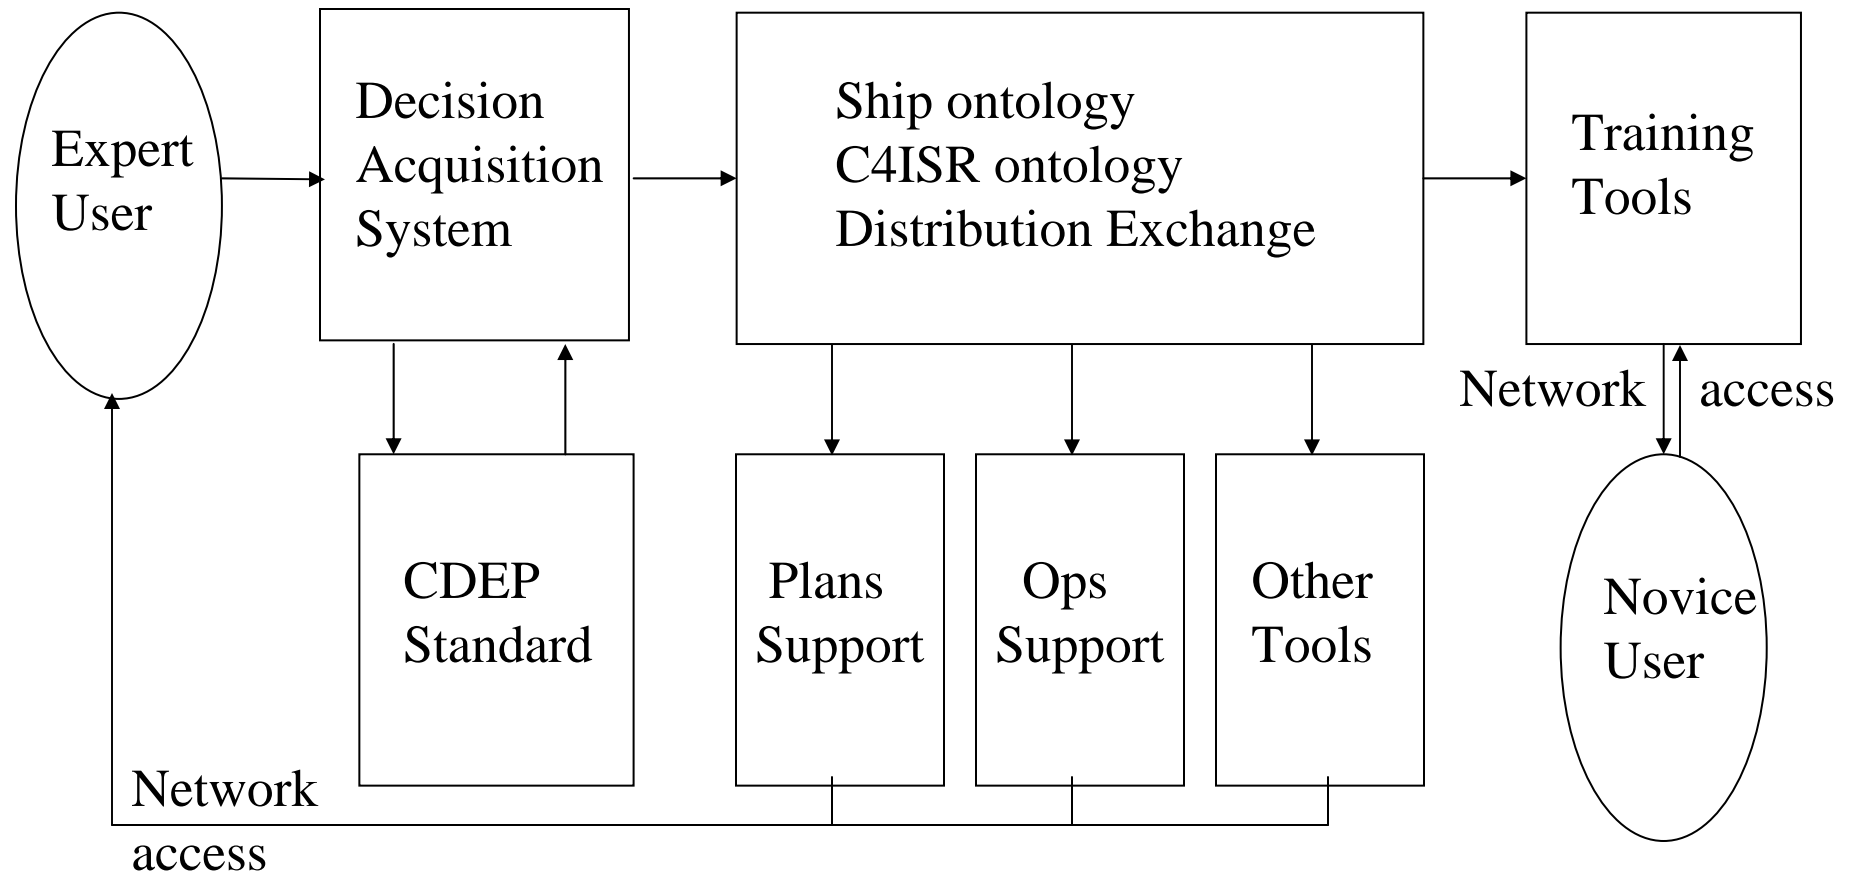 Expert
User
Decision
Acquisition
System
Ship ontology
C4ISR ontology
Distribution Exchange
Training
Tools
Network access
CDEP
Standard
Plans
Support
Ops
Support
Other
Tools
Novice
User
Network
access